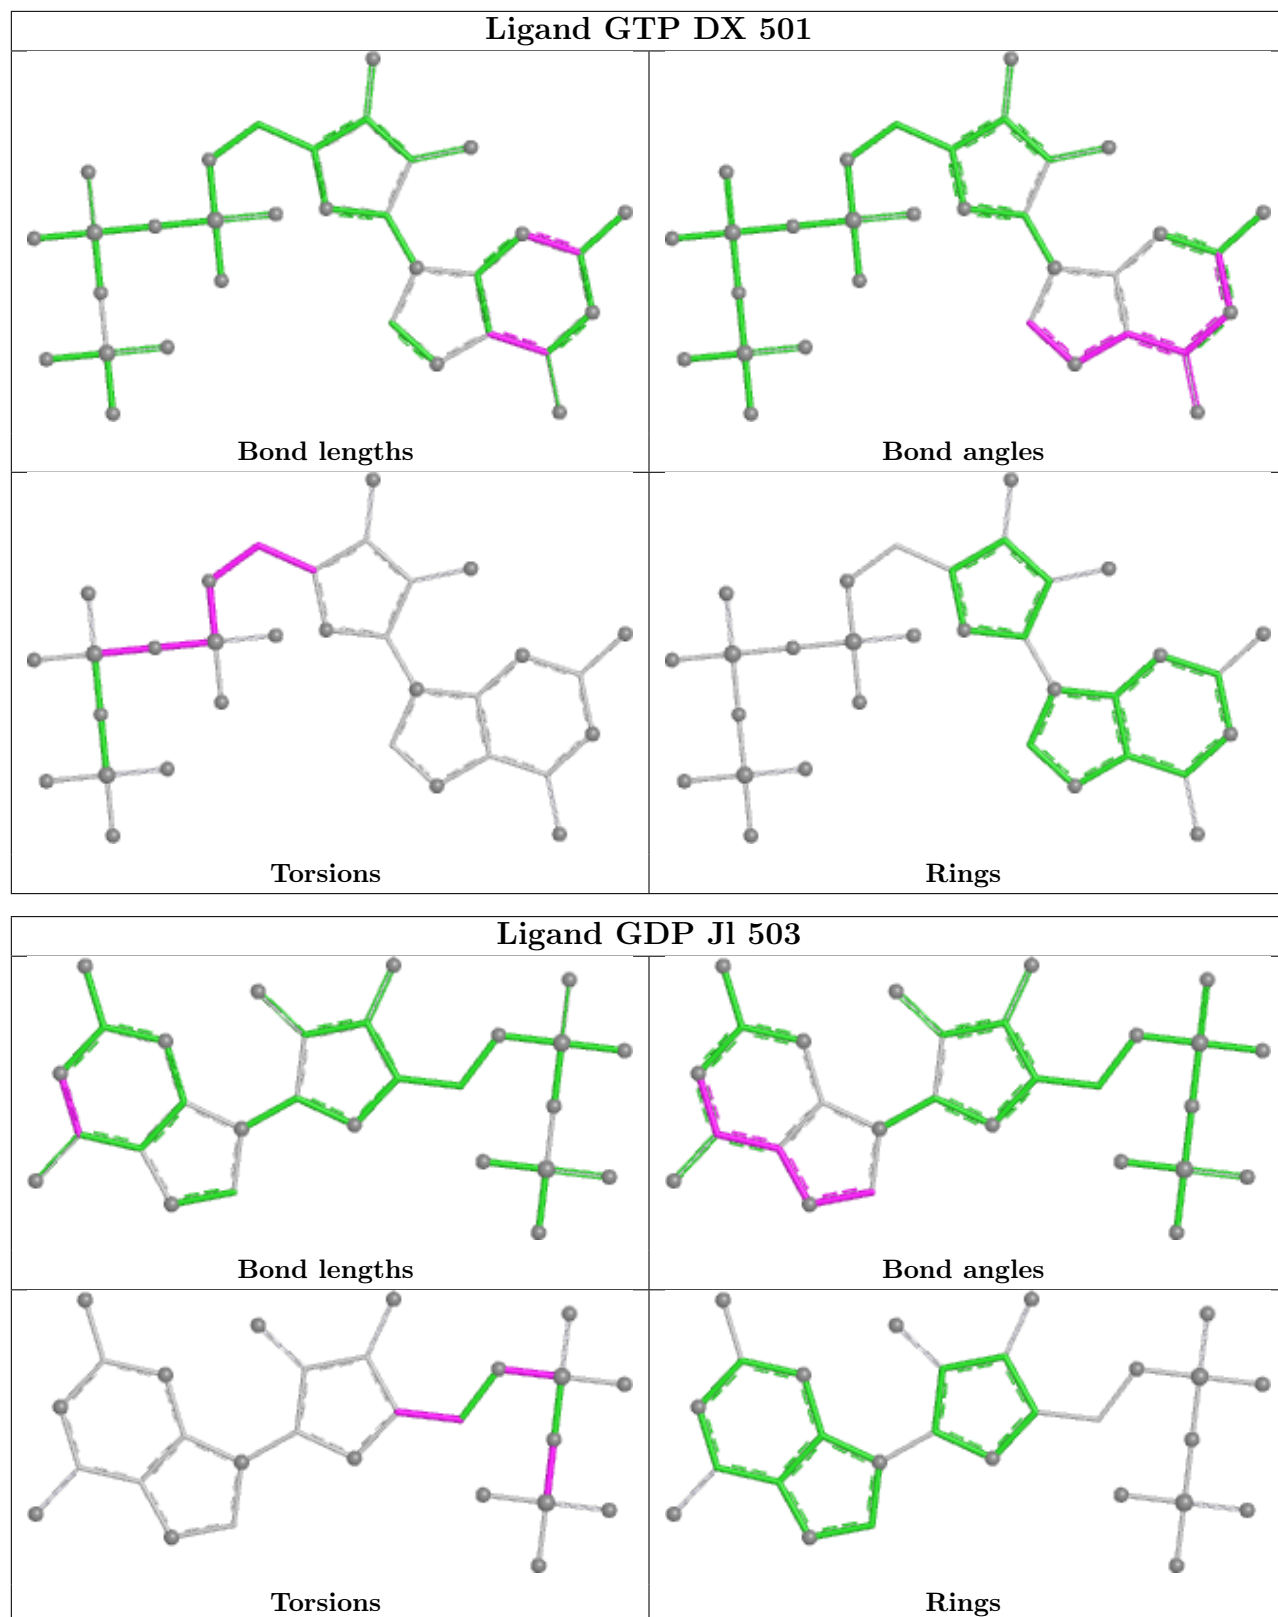 Ligand GTP DX 501
Bond lengths
Bond angles
Torsions
Rings
Ligand GDP Jl 503
Bond lengths
Bond angles
Torsions
Rings